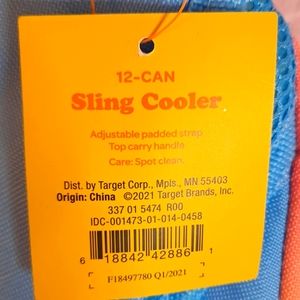 12-CAN
Sling Cooler
Adjustable padded strap
Top carry handle
Care: Spot clean.
Dist. by Target Corp., Mpls., MN 55403
Origin: China ©2021 Target Brands, Inc.
337 01 5474 R00
IDC-001473-01-014-0458
6 18842 42886 1
F18497780 Q1/2021